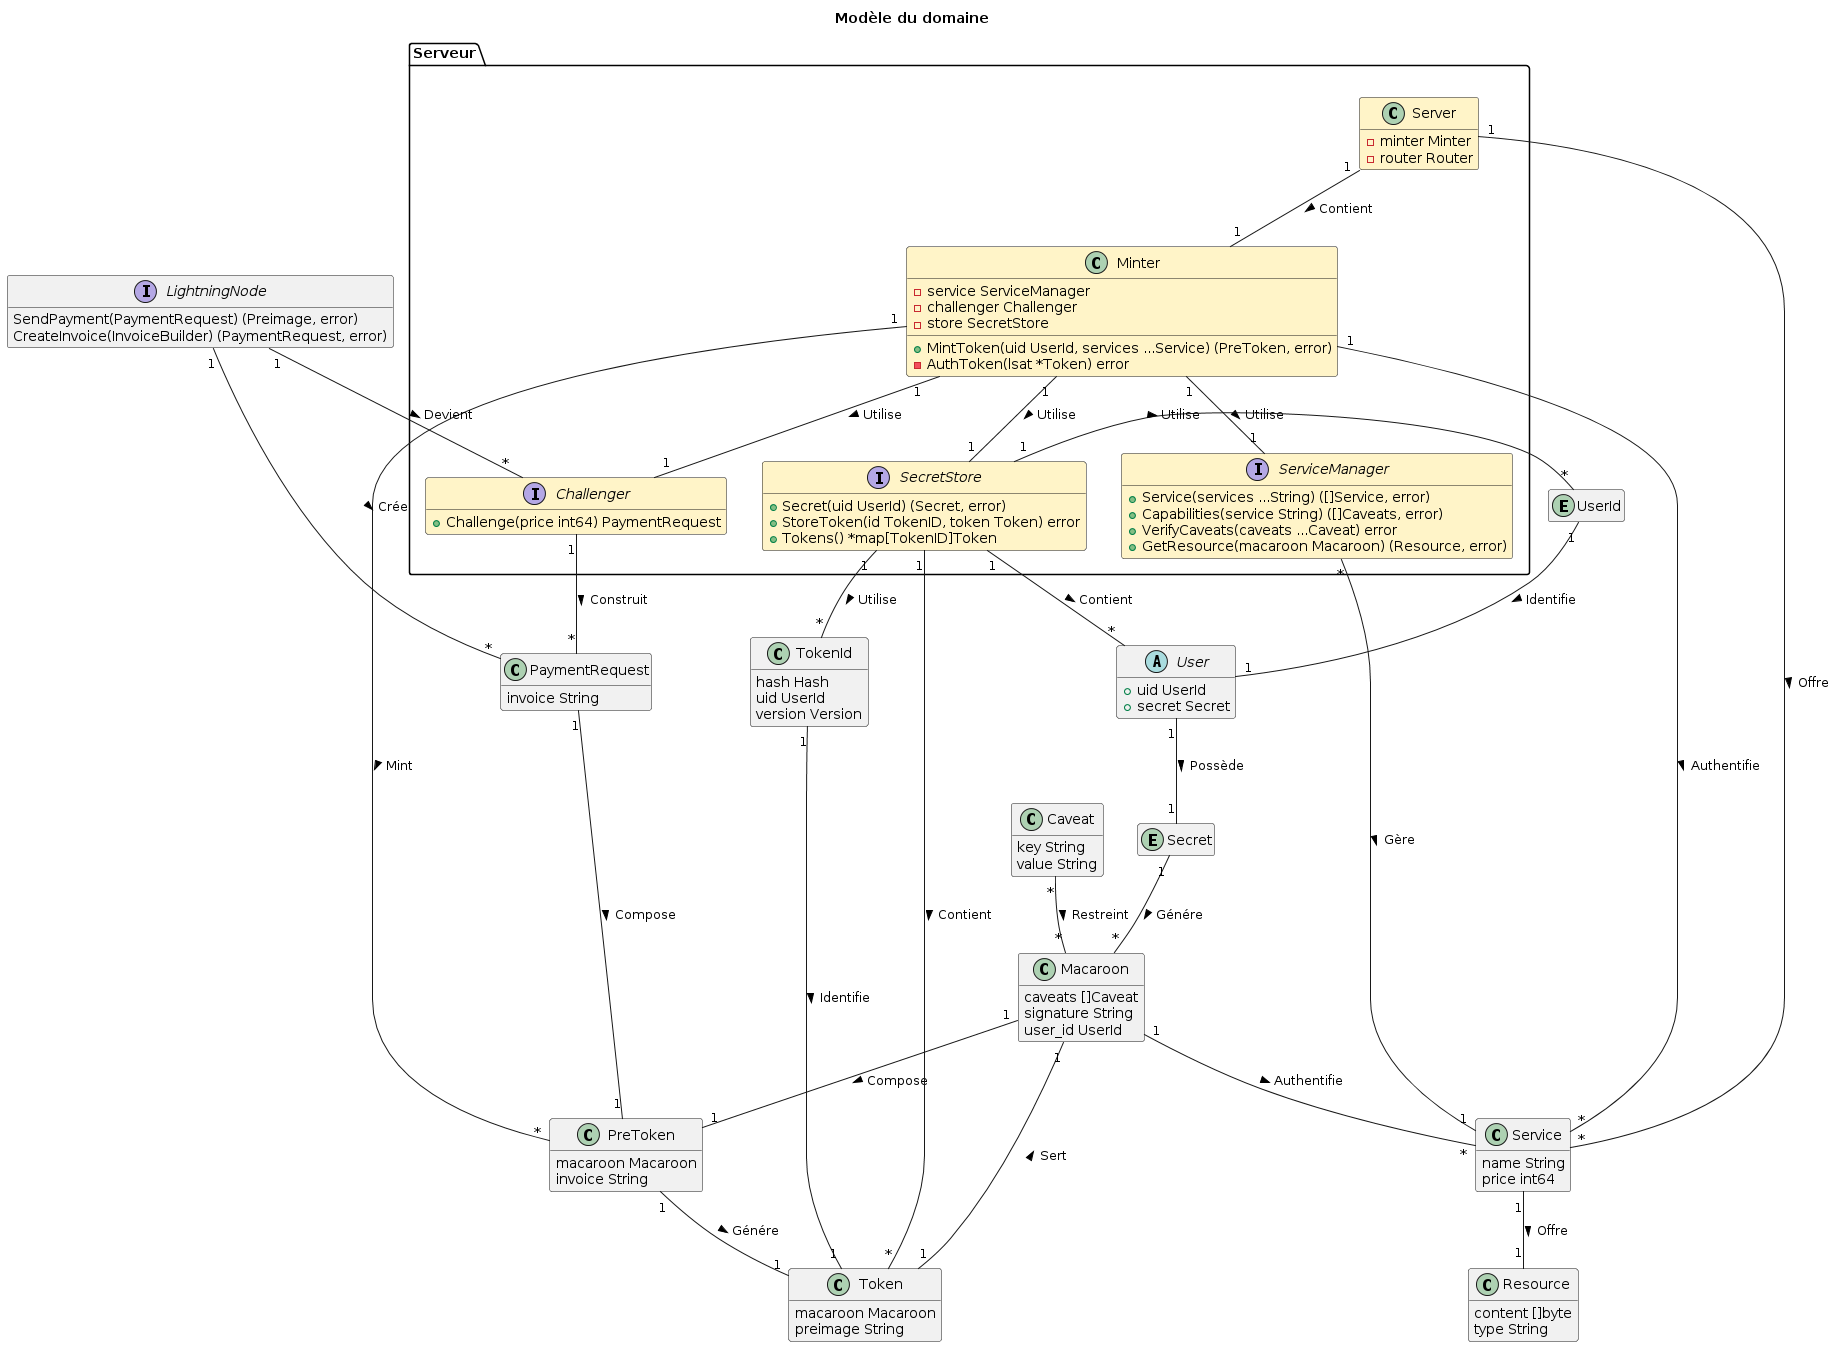 Modèle du domaine
Serveur
C Server
minter Minter
router Router
1
1
Contient
1
C Minter
service ServiceManager
challenger Challenger
store SecretStore
MintToken(uid UserId, services ...Service) (PreToken, error)
AuthToken(lsat *Token) error
I LightningNode
SendPayment(PaymentRequest) (Preimage, error)
CreateInvoice(InvoiceBuilder) (PaymentRequest, error)
1
1
1
1
1
1
1
Devient
Utilise
Utilise
Utilise
Utilise
*
1
1
1
1
*
Crée
I Challenger
Challenge(price int64) PaymentRequest
I SecretStore
Secret(uid UserId) (Secret, error)
StoreToken(id TokenID, token Token) error
Tokens() *map[TokenID]Token
I ServiceManager
Service(services ...String) ([]Service, error)
Capabilities(service String) ([]Caveats, error)
VerifyCaveats(caveats ...Caveat) error
GetResource(macaroon Macaroon) (Resource, error)
E UserId
1
1
1
1
*
1
Construit
Utilise
Contient
Identifie
*
*
*
*
1
C PaymentRequest
invoice String
C TokenId
hash Hash
uid UserId
version Version
A User
uid UserId
secret Secret
Offre
1
1
1
Mint
Possède
Authentifie
1
C Caveat
key String
value String
E Secret
Gère
*
1
Compose
Contient
Restreint
Génére
*
*
C Macaroon
caveats []Caveat
signature String
user_id UserId
Identifie
1
1
1
Compose
Authentifie
1
1
*
1
*
*
*
C PreToken
macaroon Macaroon
invoice String
Sert
C Service
name String
price int64
1
1
Génére
Offre
1
1
*
1
1
C Token
macaroon Macaroon
preimage String
C Resource
content []byte
type String